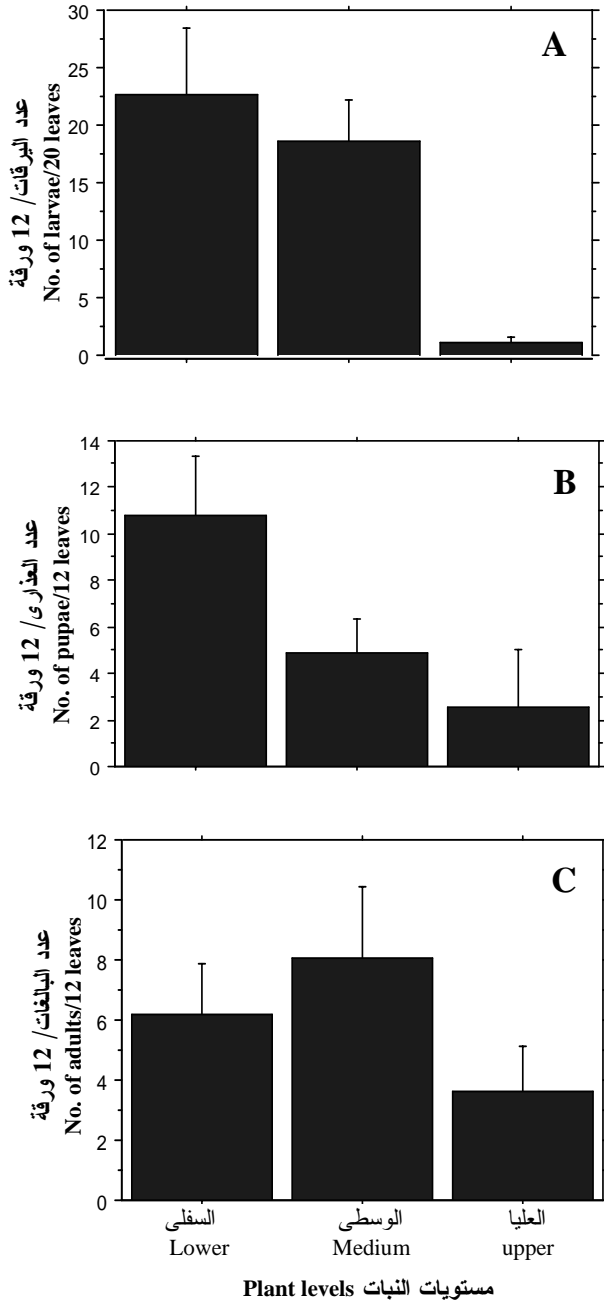 A
30
25
20
15
10
5
0
عدد اليرقات/ 12 ورقة
No. of larvae/20 leaves
B
14
12
10
8
6
4
2
0
عدد العذارى/ 12 ورقة
No. of pupae/12 leaves
C
12
10
8
6
4
2
0
عدد البالغات/ 12 ورقة
No. of adults/12 leaves
السفلى الوسطى العليا
Lower Medium upper
Plant levels مستويات النبات